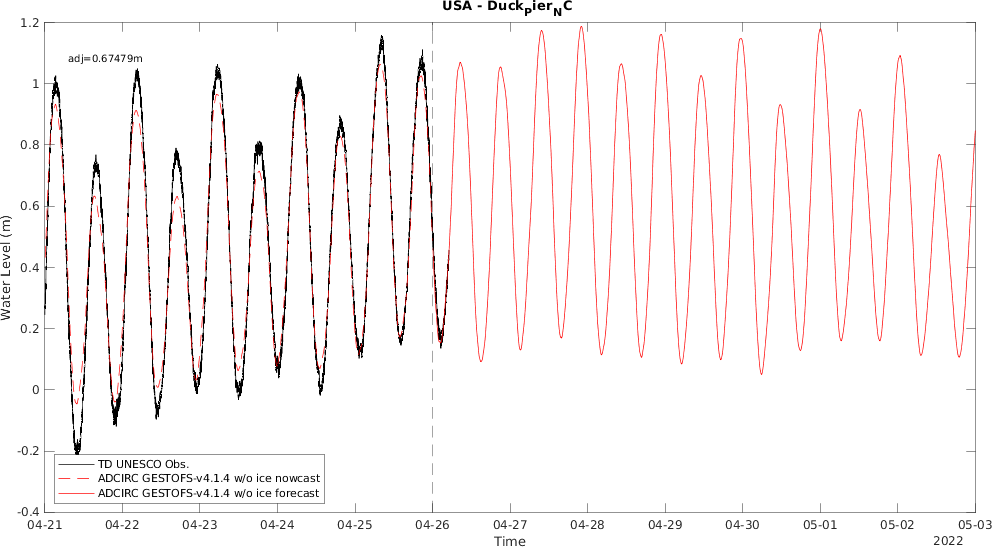 USA - Duck_Pier_NC
adj=0.67479m
Water Level (m)
1.2
1
0.8
0.6
0.4
0.2
0
-0.2
-0.4
TD UNESCO Obs.
ADCIRC GESTOFS-v4.1.4 w/o ice nowcast
ADCIRC GESTOFS-v4.1.4 w/o ice forecast
04-21 04-22 04-23 04-24 04-25 04-26 04-27 04-28 04-29 04-30 05-01 05-02 05-03
Time
2022